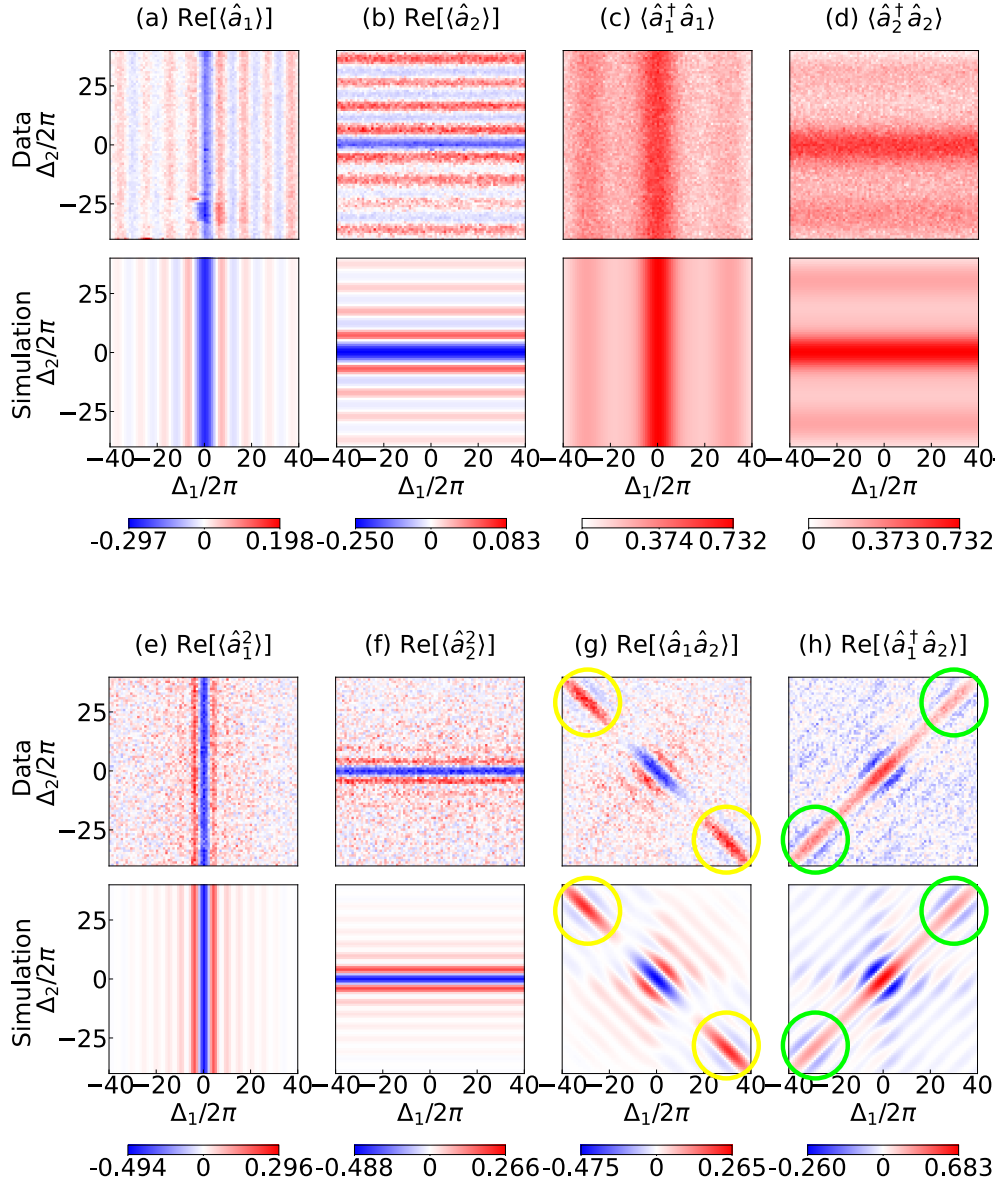 (a) Re[⟨â₁⟩] (b) Re[⟨â₂⟩] (c) ⟨â₁†â₁⟩ (d) ⟨â₂†â₂⟩
Data
Δ₂/2π
25
0
−25
Simulation
Δ₂/2π
25
0
−25
−40 −20 0 20 40 −40 −20 0 20 40 −40 −20 0 20 40 −40 −20 0 20 40
Δ₁/2π Δ₁/2π Δ₁/2π Δ₁/2π
-0.297 0 0.198 -0.250 0 0.083 0 0.374 0.732 0 0.373 0.732
(e) Re[⟨â₁²⟩] (f) Re[⟨â₂²⟩] (g) Re[⟨â₁â₂⟩] (h) Re[⟨â₁†â₂⟩]
Data
Δ₂/2π
25
0
−25
Simulation
Δ₂/2π
25
0
−25
−40 −20 0 20 40 −40 −20 0 20 40 −40 −20 0 20 40 −40 −20 0 20 40
Δ₁/2π Δ₁/2π Δ₁/2π Δ₁/2π
-0.494 0 0.296 -0.488 0 0.266 -0.475 0 0.265 -0.260 0 0.683